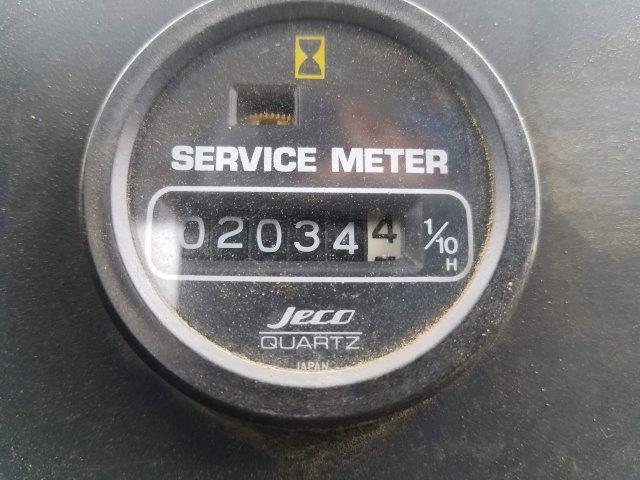 SERVICE METER
020344 1/10
H
Jeco
QUARTZ
JAPAN